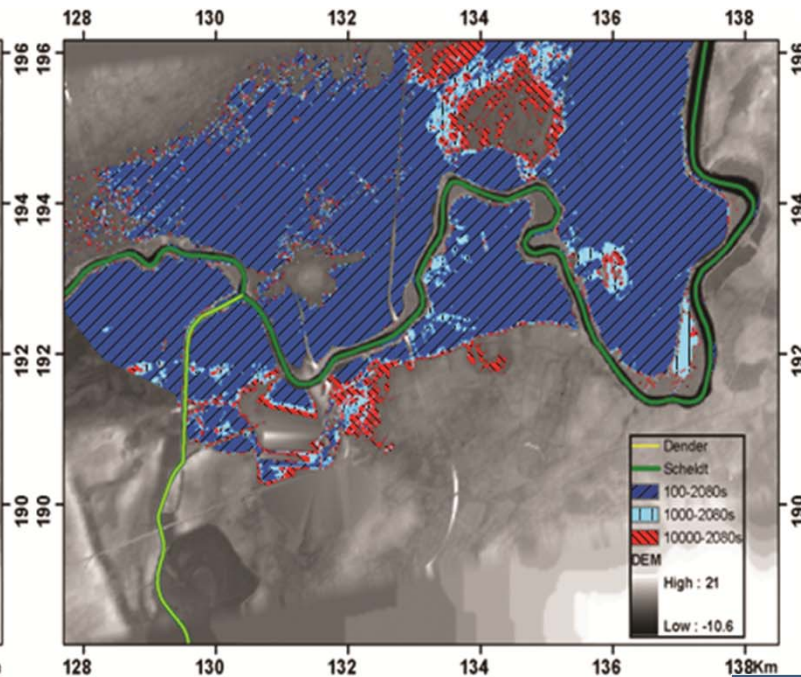 128 130 132 134 136 138
196 196
194 194
192 192
190 190
Dender
Scheldt
100-2080s
1000-2080s
10000-2080s
DEM
High : 21
Low : -10.6
128 130 132 134 136 138Km